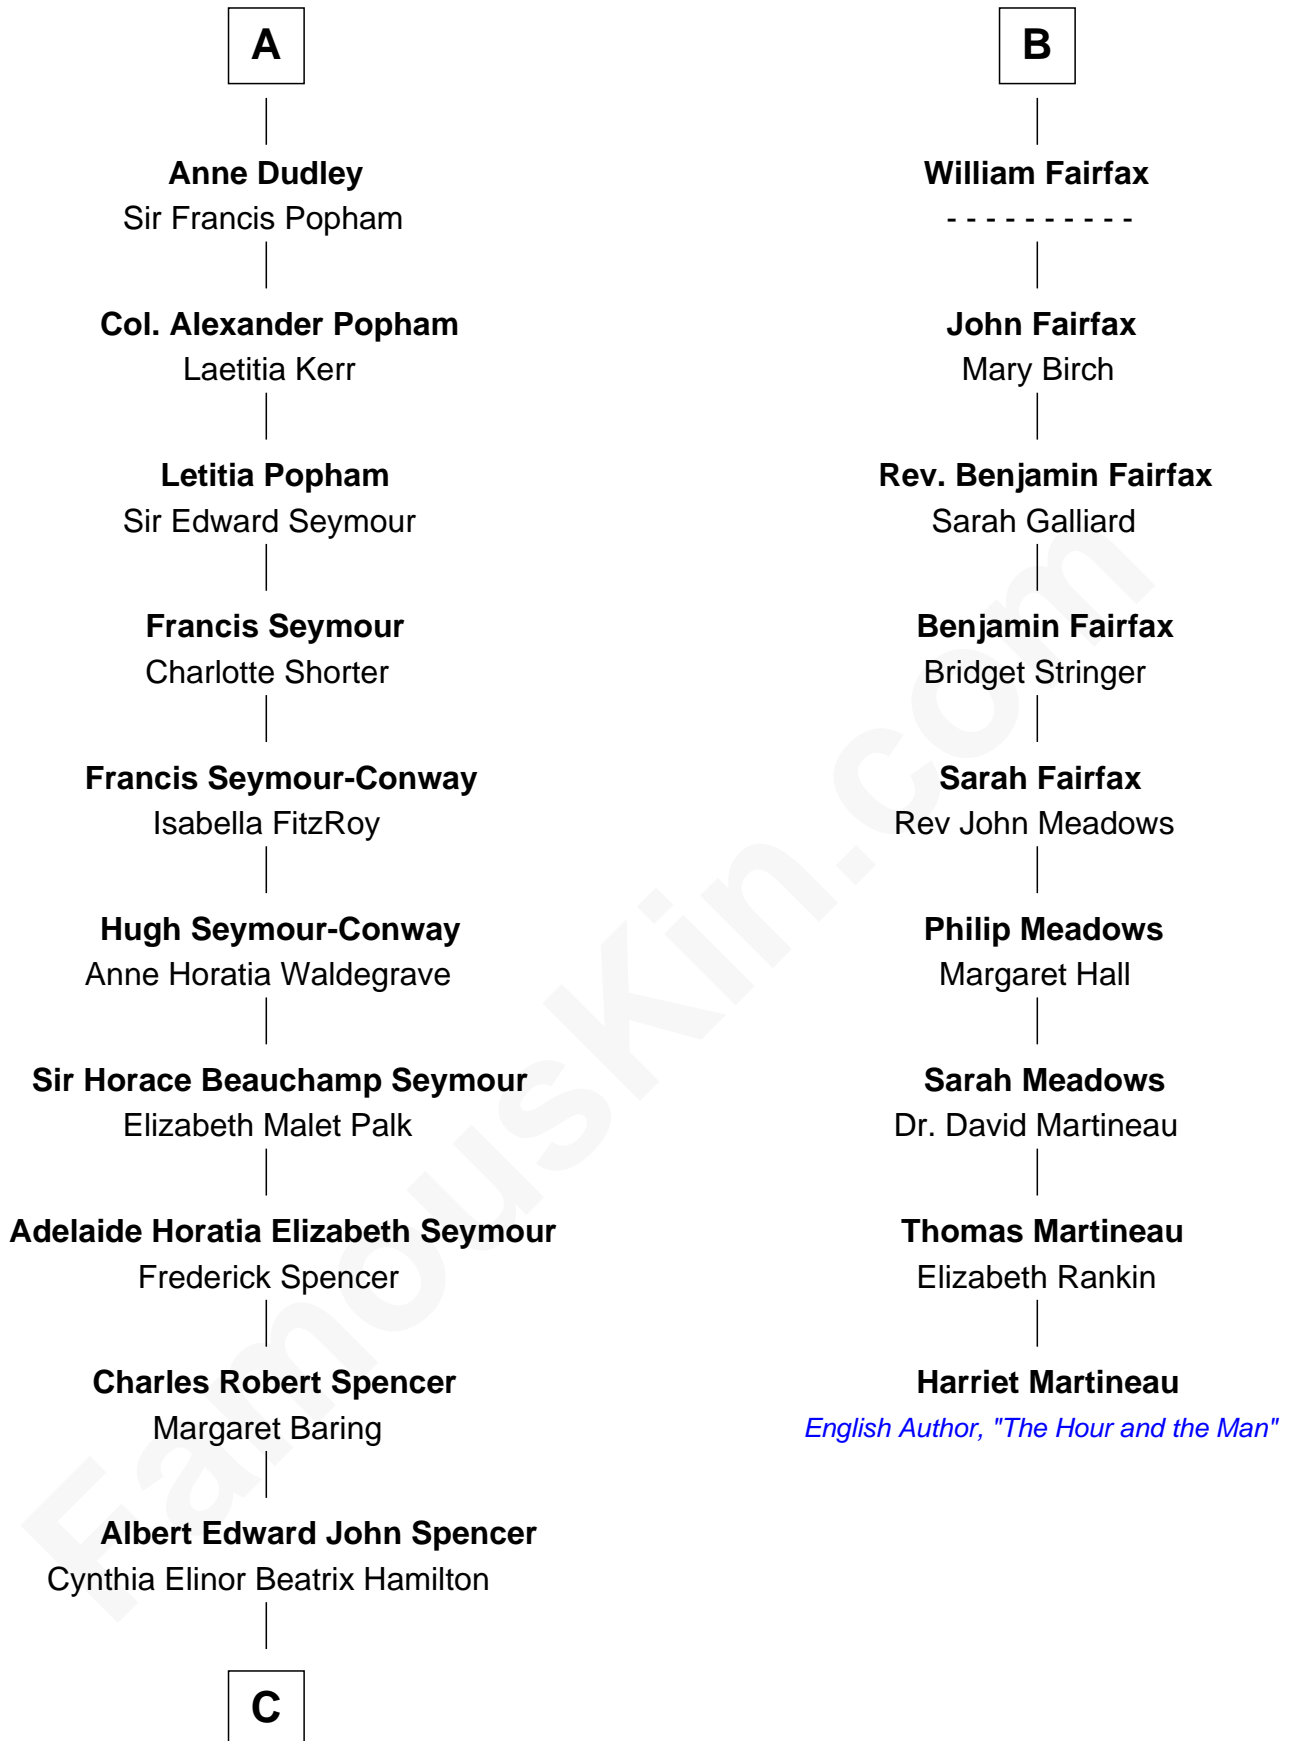 A
Anne Dudley
Sir Francis Popham
Col. Alexander Popham
Laetitia Kerr
Letitia Popham
Sir Edward Seymour
Francis Seymour
Charlotte Shorter
Francis Seymour-Conway
Isabella FitzRoy
Hugh Seymour-Conway
Anne Horatia Waldegrave
Sir Horace Beauchamp Seymour
Elizabeth Malet Palk
Adelaide Horatia Elizabeth Seymour
Frederick Spencer
Charles Robert Spencer
Margaret Baring
Albert Edward John Spencer
Cynthia Elinor Beatrix Hamilton
C
B
William Fairfax
- - - - - - - - - -
John Fairfax
Mary Birch
Rev. Benjamin Fairfax
Sarah Galliard
Benjamin Fairfax
Bridget Stringer
Sarah Fairfax
Rev John Meadows
Philip Meadows
Margaret Hall
Sarah Meadows
Dr. David Martineau
Thomas Martineau
Elizabeth Rankin
Harriet Martineau
English Author, "The Hour and the Man"
FamousKin.com